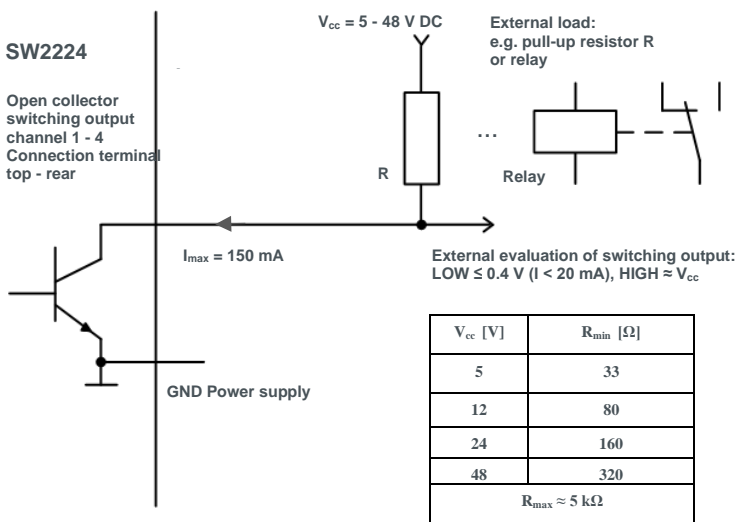 SW2224
Open collector
switching output
channel 1 - 4
Connection terminal
top - rear
Vcc = 5 - 48 V DC
External load:
e.g. pull-up resistor R
or relay
R
...
Relay
Imax = 150 mA
External evaluation of switching output:
LOW ≤ 0.4 V (I < 20 mA), HIGH ≈ Vcc
GND Power supply
Vcc [V] Rmin [Ω]
5 33
12 80
24 160
48 320
Rmax ≈ 5 kΩ